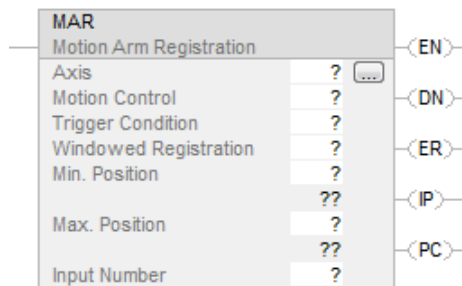 MAR
Motion Arm Registration
EN
Axis ? ...
Motion Control ?
DN
Trigger Condition ?
Windowed Registration ?
ER
Min. Position ?
??
IP
Max. Position ?
??
PC
Input Number ?